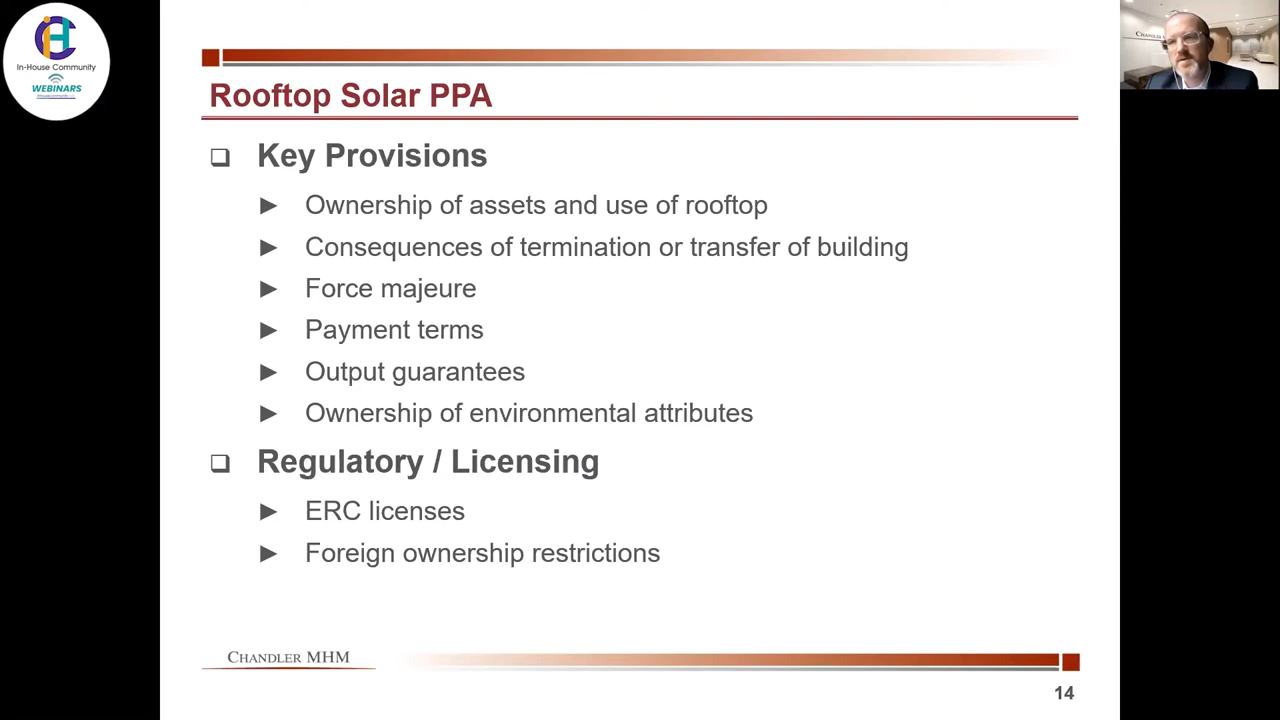 In-House Community
WEBINARS
CHANDLER M
Rooftop Solar PPA
Key Provisions
Ownership of assets and use of rooftop
Consequences of termination or transfer of building
Force majeure
Payment terms
Output guarantees
Ownership of environmental attributes
Regulatory / Licensing
ERC licenses
Foreign ownership restrictions
CHANDLER MHM
14